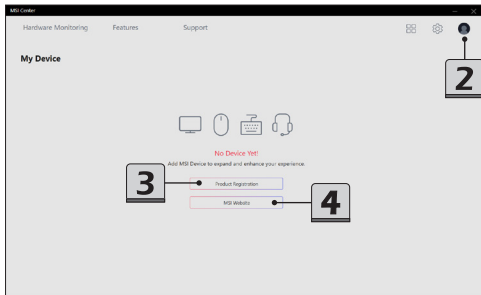 MSI Center
Hardware Monitoring Features Support
2
My Device
No Device Yet!
Add MSI Device to expand and enhance your experience.
3
Product Registration
MSI Website
4